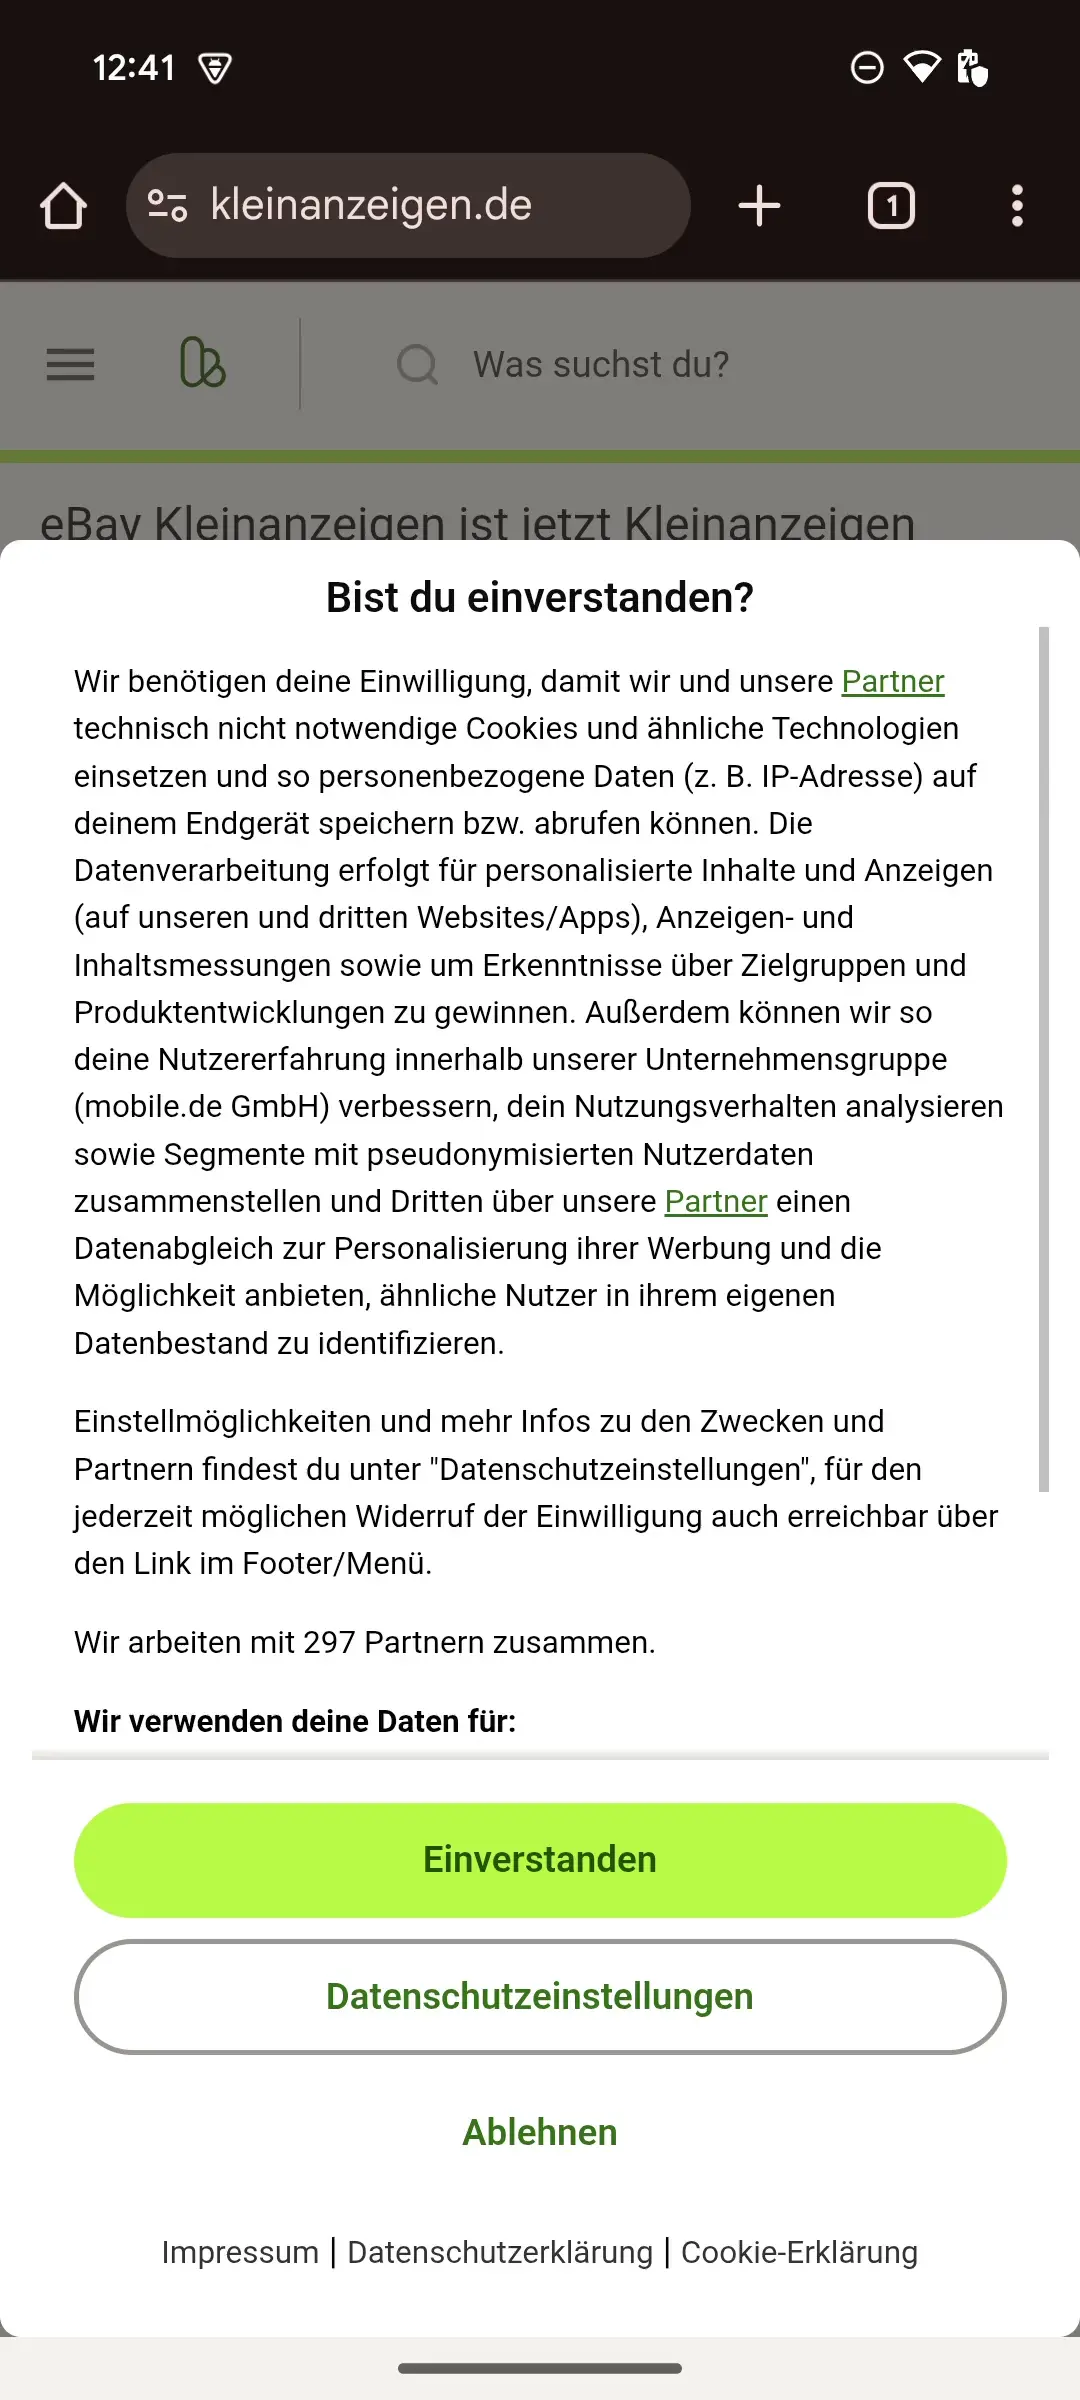 12:41
kleinanzeigen.de
1
Was suchst du?
eBay Kleinanzeigen ist jetzt Kleinanzeigen
Bist du einverstanden?
Wir benötigen deine Einwilligung, damit wir und unsere Partner
technisch nicht notwendige Cookies und ähnliche Technologien
einsetzen und so personenbezogene Daten (z. B. IP-Adresse) auf
deinem Endgerät speichern bzw. abrufen können. Die
Datenverarbeitung erfolgt für personalisierte Inhalte und Anzeigen
(auf unseren und dritten Websites/Apps), Anzeigen- und
Inhaltsmessungen sowie um Erkenntnisse über Zielgruppen und
Produktentwicklungen zu gewinnen. Außerdem können wir so
deine Nutzererfahrung innerhalb unserer Unternehmensgruppe
(mobile.de GmbH) verbessern, dein Nutzungsverhalten analysieren
sowie Segmente mit pseudonymisierten Nutzerdaten
zusammenstellen und Dritten über unsere Partner einen
Datenabgleich zur Personalisierung ihrer Werbung und die
Möglichkeit anbieten, ähnliche Nutzer in ihrem eigenen
Datenbestand zu identifizieren.
Einstellmöglichkeiten und mehr Infos zu den Zwecken und
Partnern findest du unter "Datenschutzeinstellungen", für den
jederzeit möglichen Widerruf der Einwilligung auch erreichbar über
den Link im Footer/Menü.
Wir arbeiten mit 297 Partnern zusammen.
Wir verwenden deine Daten für:
Einverstanden
Datenschutzeinstellungen
Ablehnen
Impressum | Datenschutzerklärung | Cookie-Erklärung